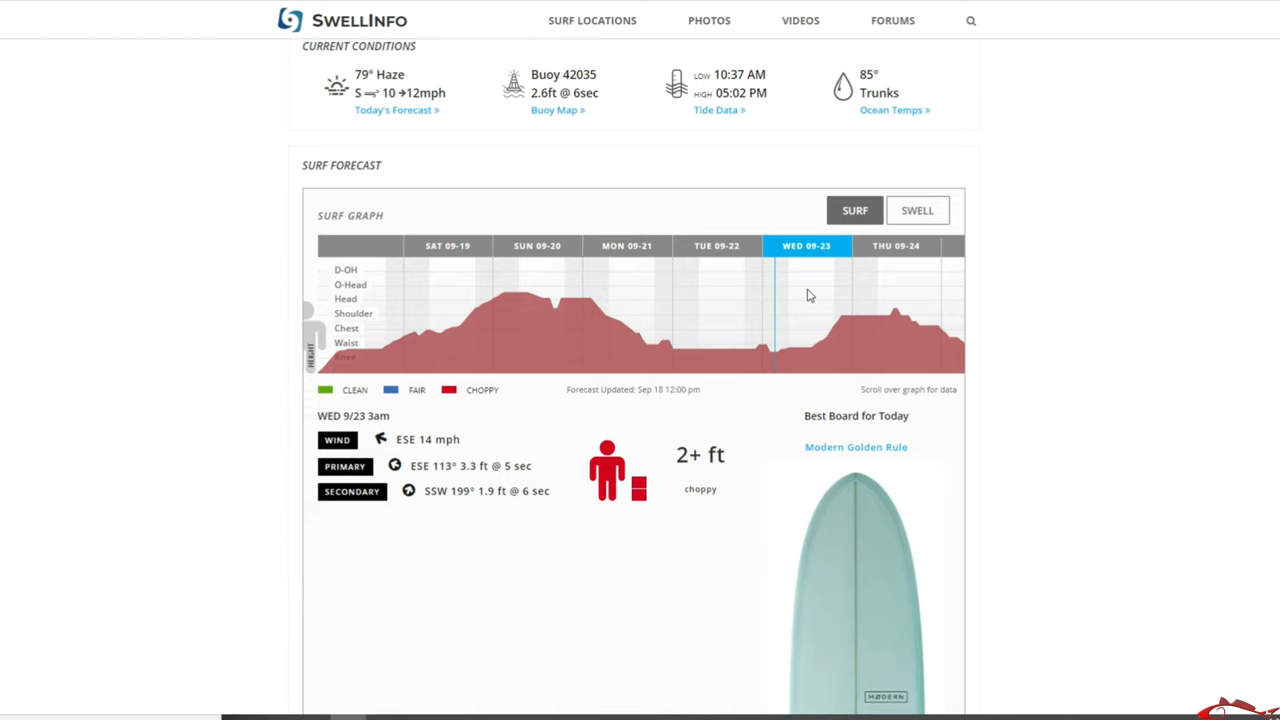 SWELLINFO
SURF LOCATIONS
PHOTOS
VIDEOS
FORUMS
CURRENT CONDITIONS
79° Haze
S 10 12mph
Today's Forecast »
Buoy 42035
2.6ft @ 6sec
Buoy Map »
LOW 10:37 AM
HIGH 05:02 PM
Tide Data »
85°
Trunks
Ocean Temps »
SURF FORECAST
SURF GRAPH
SURF
SWELL
SAT 09-19
SUN 09-20
MON 09-21
TUE 09-22
WED 09-23
THU 09-24
D-OH
O-Head
Head
Shoulder
Chest
Waist
Knee
HEIGHT
CLEAN
FAIR
CHOPPY
Forecast Updated: Sep 18 12:00 pm
Scroll over graph for data
WED 9/23 3am
WIND ESE 14 mph
PRIMARY ESE 113° 3.3 ft @ 5 sec
SECONDARY SSW 199° 1.9 ft @ 6 sec
2+ ft
choppy
Best Board for Today
Modern Golden Rule
MODERN